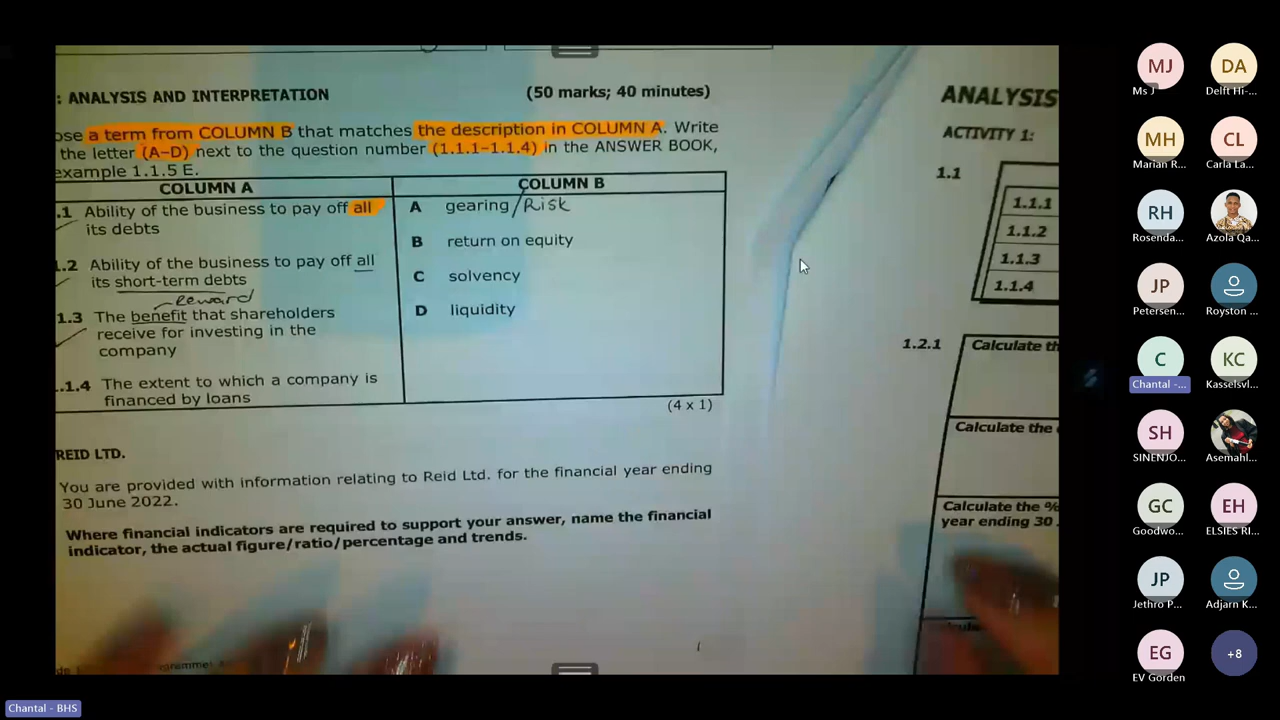 : ANALYSIS AND INTERPRETATION (50 marks; 40 minutes)
ose a term from COLUMN B that matches the description in COLUMN A. Write
the letter (A–D) next to the question number (1.1.1–1.1.4) in the ANSWER BOOK,
example 1.1.5 E.
COLUMN A COLUMN B
.1 Ability of the business to pay off all
its debts
A gearing/Risk
1.2 Ability of the business to pay off all
its short-term debts
B return on equity
C solvency
reward
1.3 The benefit that shareholders
receive for investing in the
company
D liquidity
.1.4 The extent to which a company is
financed by loans
(4 x 1)
REID LTD.
You are provided with information relating to Reid Ltd. for the financial year ending
30 June 2022.
Where financial indicators are required to support your answer, name the financial
indicator, the actual figure/ratio/percentage and trends.
ANALYSIS
ACTIVITY 1:
1.1
1.1.1
1.1.2
1.1.3
1.1.4
1.2.1 Calculate th
Calculate the
Calculate the %
year ending 30
MJ
Ms J
DA
Delft Hi-...
MH
Marian R...
CL
Carla La...
RH
Rosenda...
Azola Qa...
JP
Petersen...
Royston ...
C
Chantal -...
KC
Kasselsvl...
SH
SINENJO...
Asemahl...
GC
Goodwo...
EH
ELSIES RI...
JP
Jethro P...
Adjarn K...
EG
EV Gorden
+8
Chantal - BHS